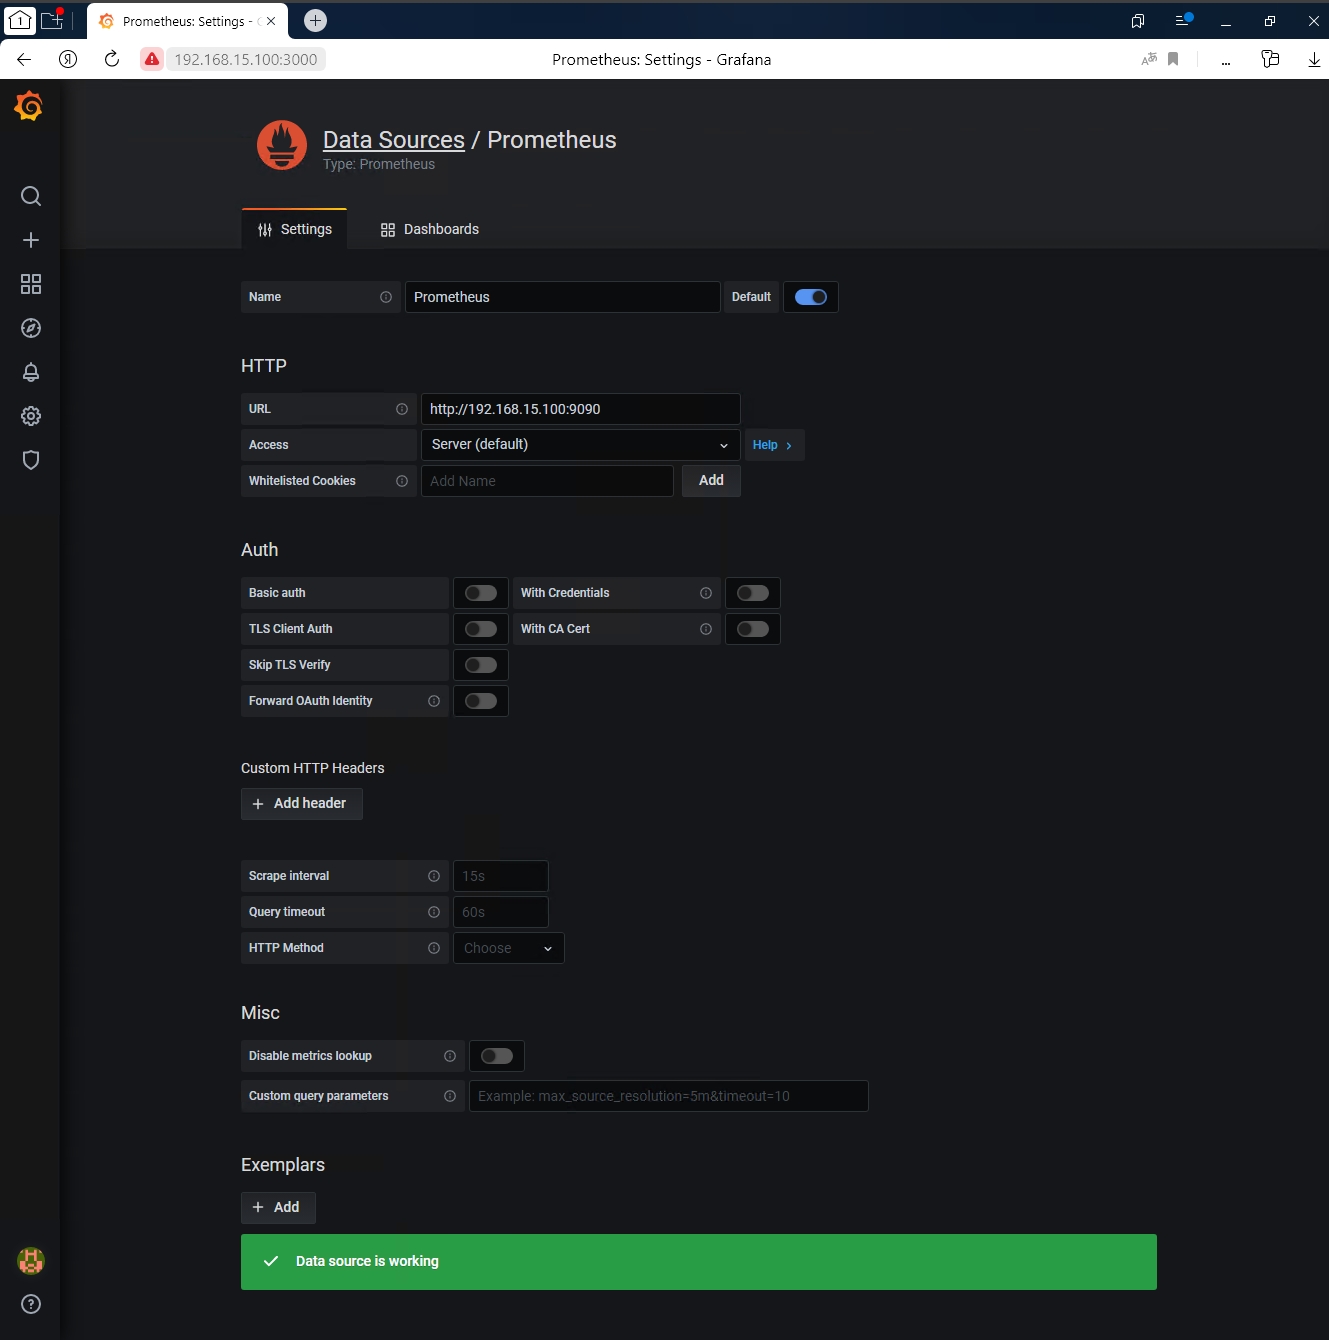 1
Prometheus: Settings - G
192.168.15.100:3000
Prometheus: Settings - Grafana
Data Sources / Prometheus
Type: Prometheus
Settings
Dashboards
Name
Prometheus
Default
HTTP
URL
http://192.168.15.100:9090
Access
Server (default)
Help
Whitelisted Cookies
Add Name
Add
Auth
Basic auth
With Credentials
TLS Client Auth
With CA Cert
Skip TLS Verify
Forward OAuth Identity
Custom HTTP Headers
+ Add header
Scrape interval
15s
Query timeout
60s
HTTP Method
Choose
Misc
Disable metrics lookup
Custom query parameters
Example: max_source_resolution=5m&timeout=10
Exemplars
+ Add
Data source is working